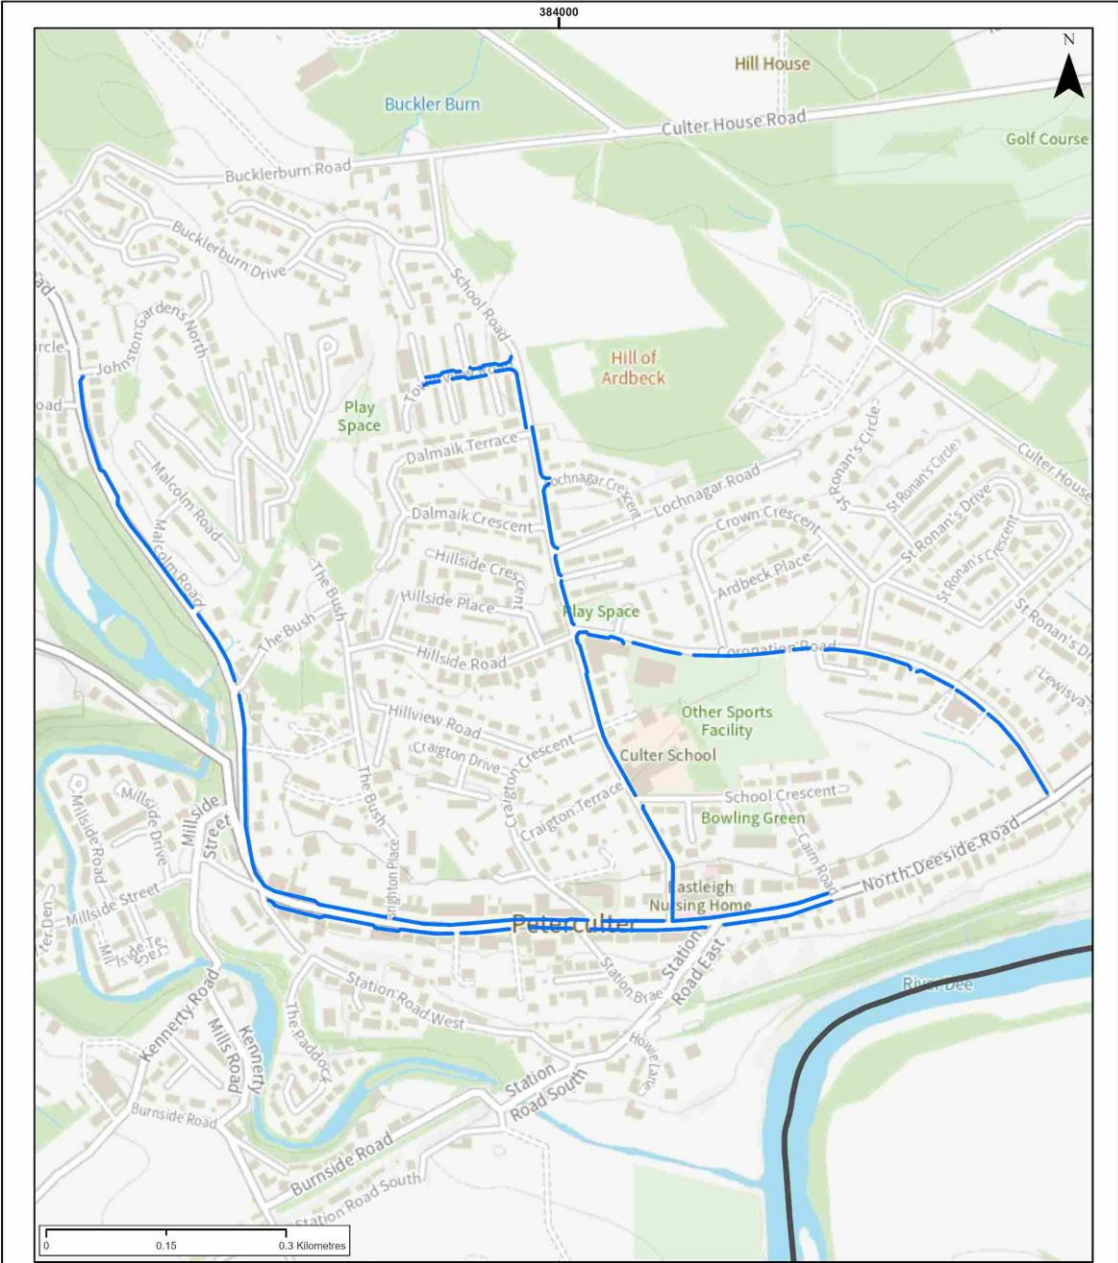 384000
N
Hill House
Buckler Burn
Culter House Road
Golf Course
Bucklerburn Road
Bucklerburn Drive
School Road
ad
Johnston Gardens North
rcle
Hill of
Ardbeck
oad
Play
Space
Dalmaik Terrace
Lochnagar Road
St Ronan's Circle
St Ronan's Circle
Culter House
Malcolm Road
Dalmaik Crescent
Crown Crescent
St Ronan's Drive
Malcolm Road
Hillside Crescent
Ardbeck Place
St Ronan's Crescent
The Bush
Hillside Place
Play Space
The Bush
St Ronan's Dr
Hillside Road
Coronation Road
Lewisva
Hillview Road
Other Sports
Facility
Craigton Drive
Craigton Crescent
Culter School
Millside Road
Millside Drive
Millside
Street
The Bush
Craigton Terrace
School Crescent
Bowling Green
Cairn Road
North Deeside Road
Millside Street
Eastleigh
Nursing Home
Peterculter
Station
Road East
Station Brae
River Dee
Station Road West
Kennerty Road
Mills Road
Kennerty
The Paddock
Howie Lane
Station
Road South
Burnside Road
Burnside Road
Station Road South
0
0.15
0.3 Kilometres